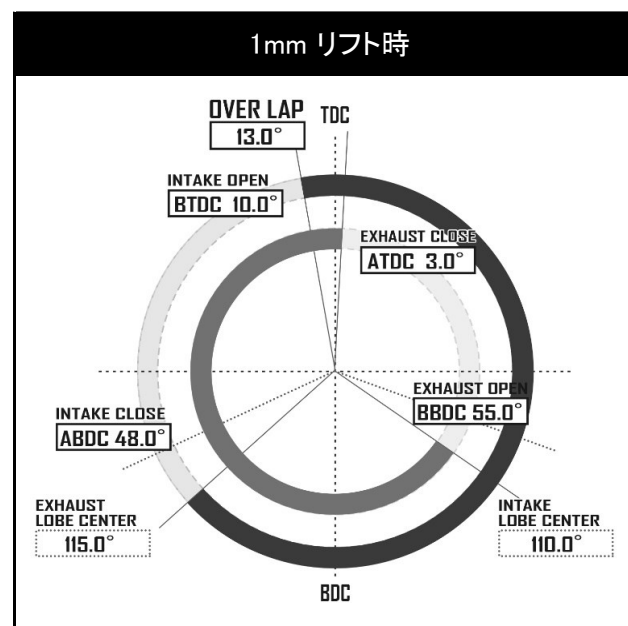 1mm リフト時
OVER LAP
13.0°
TDC
INTAKE OPEN
BTDC 10.0°
EXHAUST CLOSE
ATDC 3.0°
EXHAUST OPEN
BBDC 55.0°
INTAKE CLOSE
ABDC 48.0°
EXHAUST
LOBE CENTER
115.0°
INTAKE
LOBE CENTER
110.0°
BDC